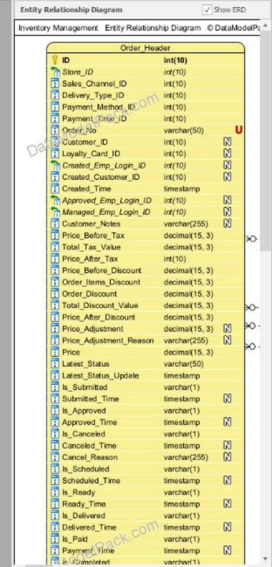 Entity Relationship Diagram Show ERD
Inventory Management Entity Relationship Diagram © DataModelPa
Order_Header
ID int(10)
Store_ID int(10)
Sales_Channel_ID int(10)
Delivery_Type_ID int(10)
Payment_Method_ID int(10)
Payment_Time_ID int(10)
Order_No varchar(50) U
Customer_ID int(10) N
Loyalty_Card_ID int(10) N
Created_Emp_Login_ID int(10) N
Created_Customer_ID int(10) N
Created_Time timestamp
Approved_Emp_Login_ID int(10) N
Managed_Emp_Login_ID int(10) N
Customer_Notes varchar(255) N
Price_Before_Tax decimal(15, 3)
Total_Tax_Value decimal(15, 3)
Price_After_Tax int(10)
Price_Before_Discount decimal(15, 3)
Order_Items_Discount decimal(15, 3)
Order_Discount decimal(15, 3)
Total_Discount_Value decimal(15, 3)
Price_After_Discount decimal(15, 3)
Price_Adjustment decimal(15, 3) N
Price_Adjustment_Reason varchar(255) N
Price decimal(15, 3)
Latest_Status varchar(50)
Latest_Status_Update timestamp
Is_Submitted varchar(1)
Submitted_Time timestamp N
Is_Approved varchar(1)
Approved_Time timestamp N
Is_Canceled varchar(1)
Canceled_Time timestamp N
Cancel_Reason varchar(255) N
Is_Scheduled varchar(1)
Scheduled_Time timestamp N
Is_Ready varchar(1)
Ready_Time timestamp N
Is_Delivered varchar(1)
Delivered_Time timestamp N
Is_Paid varchar(1)
Payment_Time timestamp N
Is_Completed varchar(1)